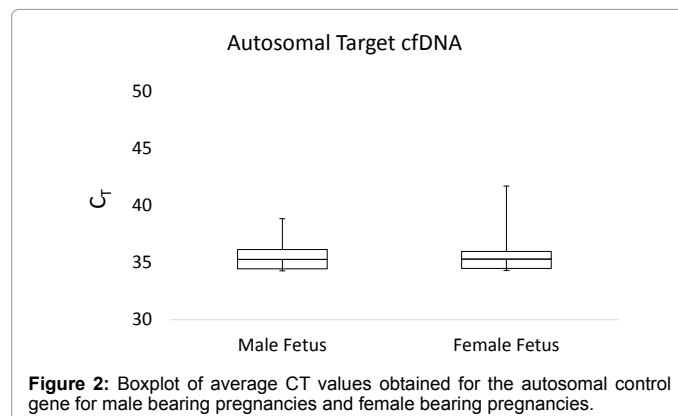 Autosomal Target cfDNA
50
45
40
35
30
CT
Male Fetus Female Fetus
Figure 2: Boxplot of average CT values obtained for the autosomal control
gene for male bearing pregnancies and female bearing pregnancies.